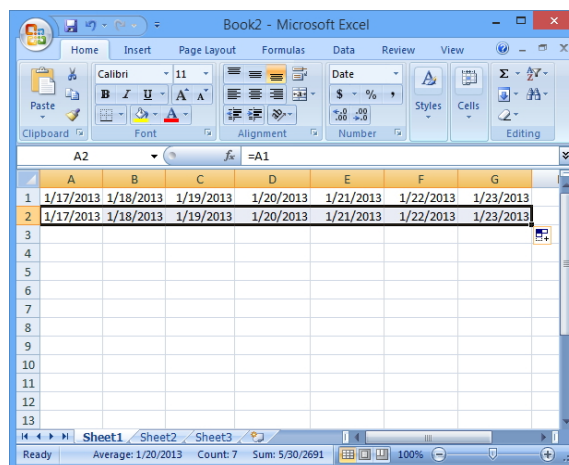 Book2 - Microsoft Excel
Home Insert Page Layout Formulas Data Review View
Calibri 11 Date Σ
Paste B I U A A A $ % , Styles Cells
.00 .00
Clipboard Font Alignment Number Editing
A2 fx =A1
A B C D E F G
1 1/17/2013 1/18/2013 1/19/2013 1/20/2013 1/21/2013 1/22/2013 1/23/2013
2 1/17/2013 1/18/2013 1/19/2013 1/20/2013 1/21/2013 1/22/2013 1/23/2013
3
4
5
6
7
8
9
10
11
12
13
Sheet1 Sheet2 Sheet3
Ready Average: 1/20/2013 Count: 7 Sum: 5/30/2691 100%